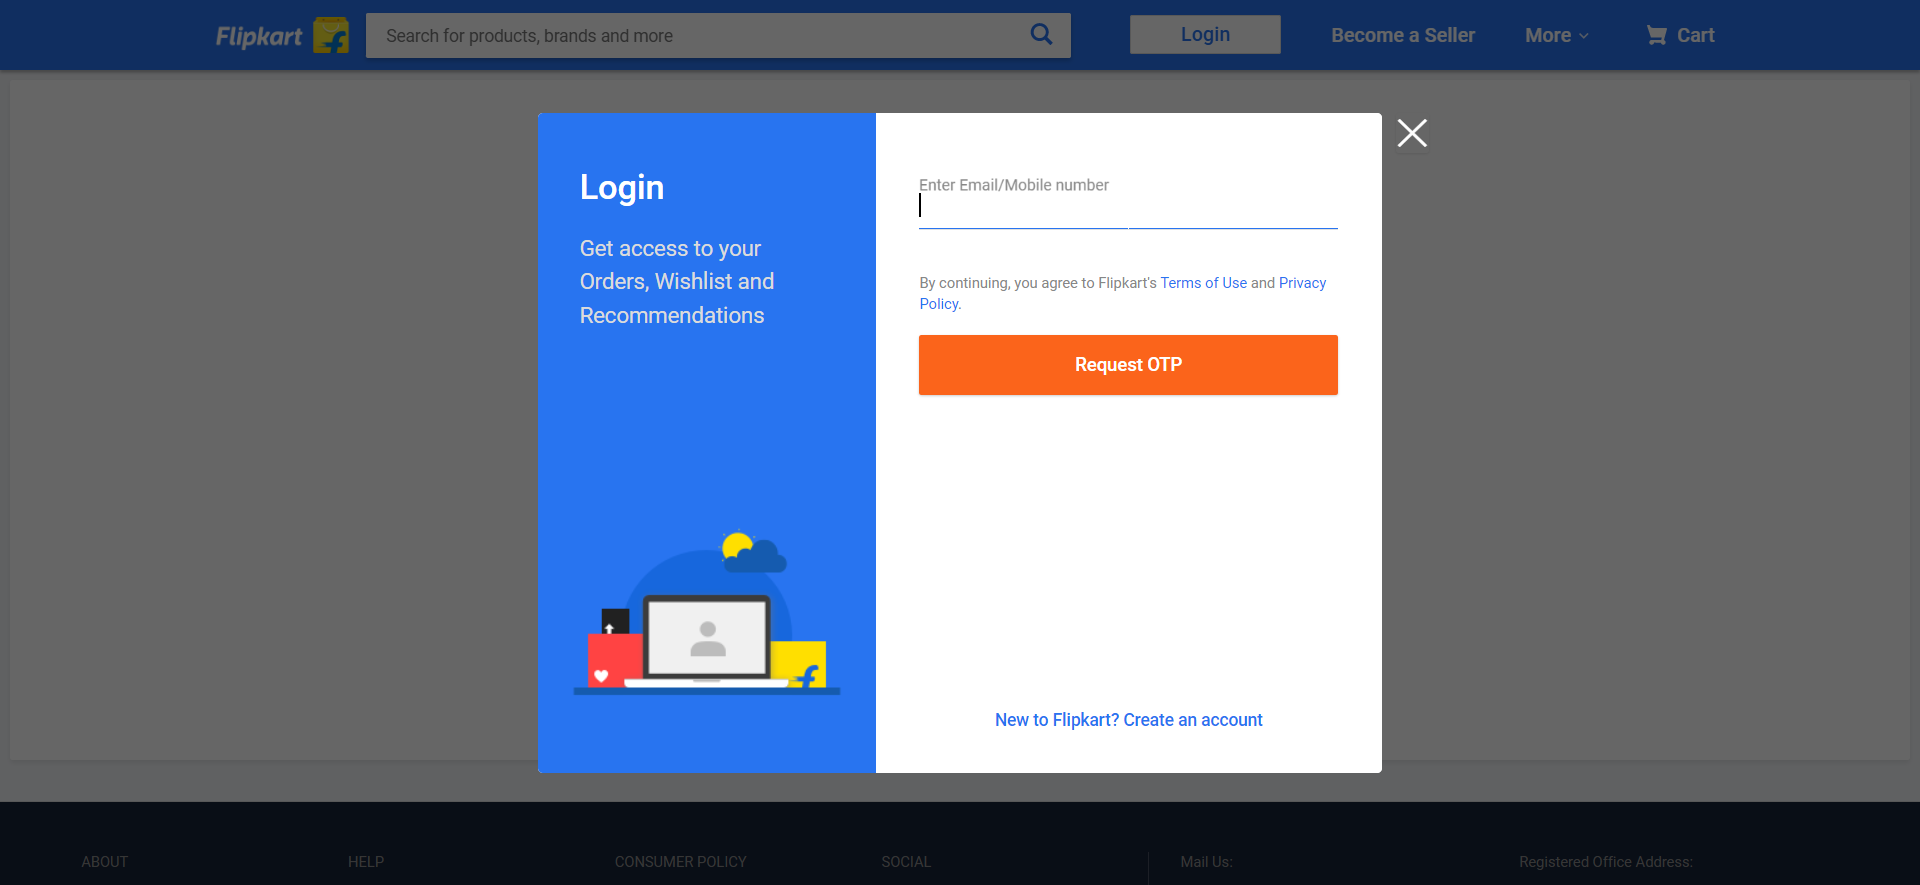 Flipkart
Search for products, brands and more
Login
Become a Seller
More
Cart
Login
Get access to your
Orders, Wishlist and
Recommendations
Enter Email/Mobile number
By continuing, you agree to Flipkart's Terms of Use and Privacy
Policy.
Request OTP
New to Flipkart? Create an account
ABOUT
HELP
CONSUMER POLICY
SOCIAL
Mail Us:
Registered Office Address: